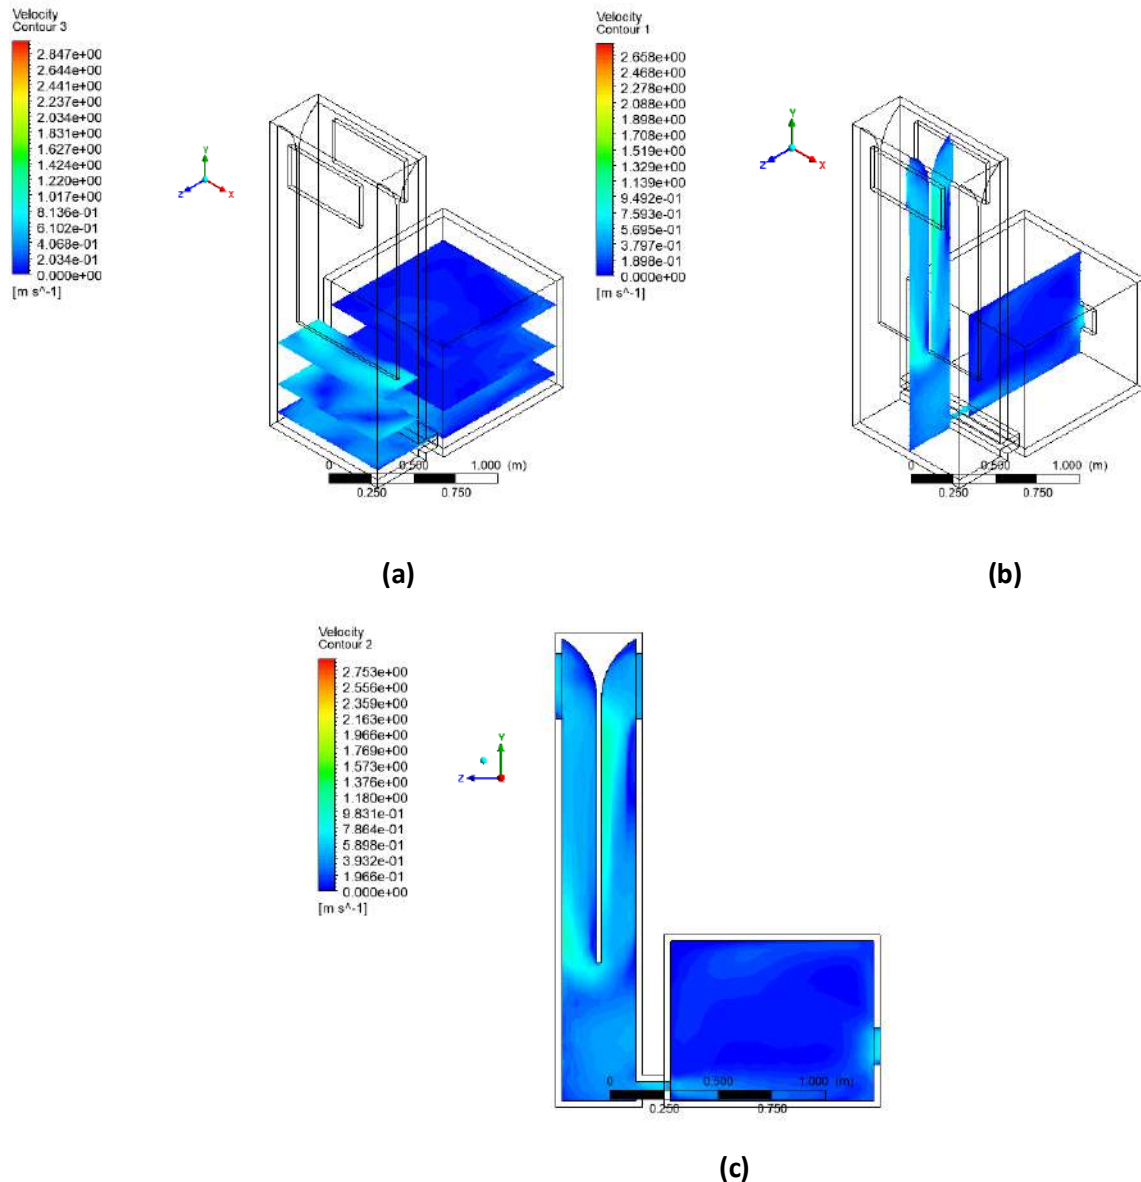 Velocity
Contour 3
2.847e+00
2.644e+00
2.441e+00
2.237e+00
2.034e+00
1.831e+00
1.627e+00
1.424e+00
1.220e+00
1.017e+00
8.136e-01
6.102e-01
4.068e-01
2.034e-01
0.000e+00
[m s^-1]
Y
Z
X
0
0.500
1.000 (m)
0.250
0.750
(a)
Velocity
Contour 1
2.658e+00
2.468e+00
2.278e+00
2.088e+00
1.898e+00
1.708e+00
1.519e+00
1.329e+00
1.139e+00
9.492e-01
7.593e-01
5.695e-01
3.797e-01
1.898e-01
0.000e+00
[m s^-1]
Y
Z
X
0
0.500
1.000 (m)
0.250
0.750
(b)
Velocity
Contour 2
2.753e+00
2.556e+00
2.359e+00
2.163e+00
1.966e+00
1.769e+00
1.573e+00
1.376e+00
1.180e+00
9.831e-01
7.864e-01
5.898e-01
3.932e-01
1.966e-01
0.000e+00
[m s^-1]
Y
Z
0
0.500
1.000 (m)
0.250
0.750
(c)